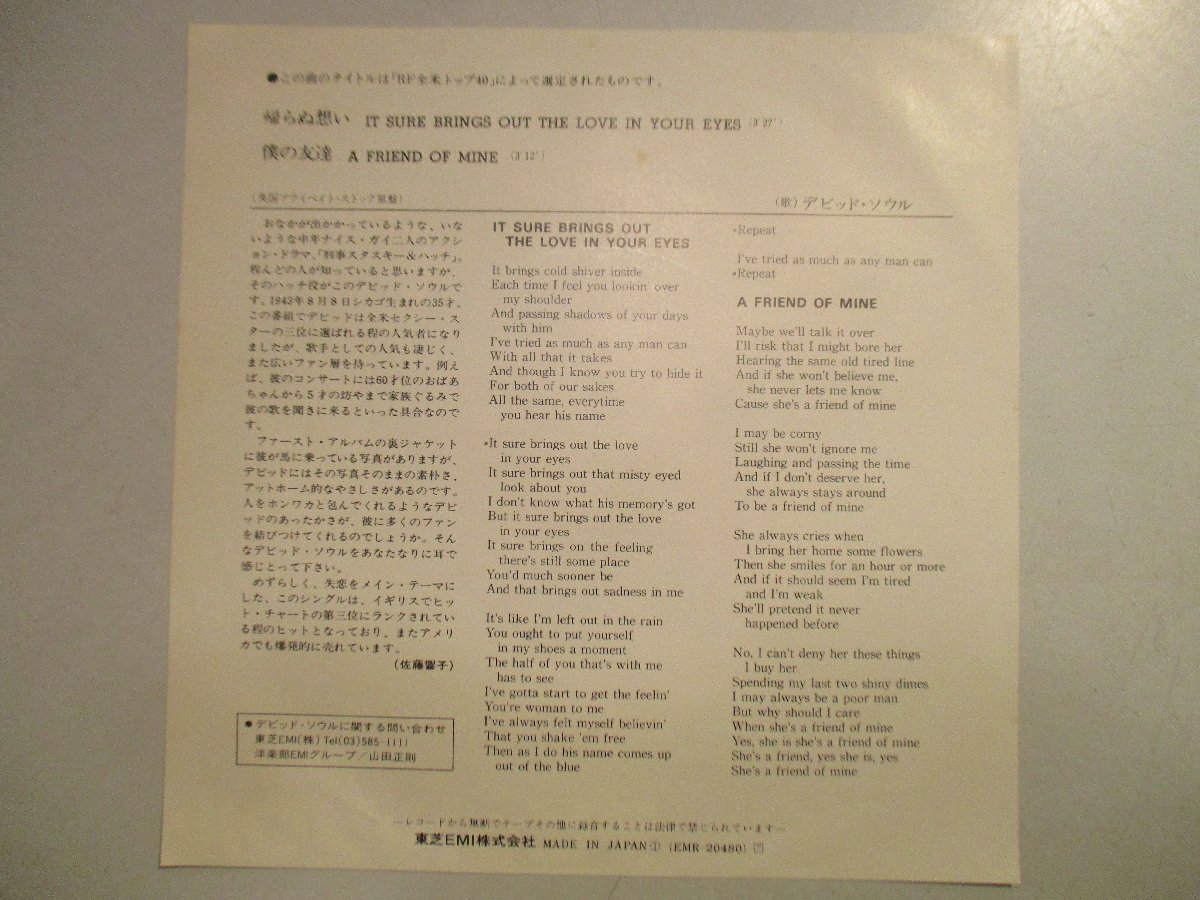 ●この曲のタイトルは「RF全米トップ40」によって選定されたものです。
帰らぬ想い IT SURE BRINGS OUT THE LOVE IN YOUR EYES (3'27")
僕の友達 A FRIEND OF MINE (3'12")
(英国プライベイト・ストック原盤)
(歌)デビッド・ソウル
おなかが出かかっているような、いな
いような中年ナイス・ガイ二人のアクシ
ョン・ドラマ、「刑事スタスキー&ハッチ」。
程んどの人が知っていると思いますが、
そのハッチ役がこのデビッド・ソウルで
す。1943年8月8日シカゴ生まれの35才。
この番組でデビッドは全米セクシー・ス
ターの三位に選ばれる程の人気者になり
ましたが、歌手としての人気も凄じく、
また広いファン層を持っています。例え
ば、彼のコンサートには60才位のおばあ
ちゃんから5才の坊やまで家族ぐるみで
彼の歌を聞きに来るといった具合なので
す。
ファースト・アルバムの裏ジャケット
に彼が馬に乗っている写真がありますが、
デビッドにはその写真そのままの素朴さ、
アットホーム的なやさしさがあるのです。
人をホンワカと包んでくれるようなデビ
ッドのあったかさが、彼に多くのファン
を結びつけてくれるのでしょうか。そん
なデビッド・ソウルをあなたなりに耳で
感じとって下さい。
めずらしく、失恋をメイン・テーマに
した、このシングルは、イギリスでヒッ
ト・チャートの第三位にランクされてい
る程のヒットとなっており、またアメリ
カでも爆発的に売れています。
(佐藤響子)
●デビッド・ソウルに関する問い合わせ
東芝EMI(株)Tel(03)585-1111
洋楽部EMIグループ/山田正則
IT SURE BRINGS OUT
THE LOVE IN YOUR EYES
It brings cold shiver inside
Each time I feel you lookin' over
my shoulder
And passing shadows of your days
with him
I've tried as much as any man can
With all that it takes
And though I know you try to hide it
For both of our sakes
All the same, everytime
you hear his name
*It sure brings out the love
in your eyes
It sure brings out that misty eyed
look about you
I don't know what his memory's got
But it sure brings out the love
in your eyes
It sure brings on the feeling
there's still some place
You'd much sooner be
And that brings out sadness in me
It's like I'm left out in the rain
You ought to put yourself
in my shoes a moment
The half of you that's with me
has to see
I've gotta start to get the feelin'
You're woman to me
I've always felt myself believin'
That you shake 'em free
Then as I do his name comes up
out of the blue
*Repeat
I've tried as much as any man can
*Repeat
A FRIEND OF MINE
Maybe we'll talk it over
I'll risk that I might bore her
Hearing the same old tired line
And if she won't believe me,
she never lets me know
Cause she's a friend of mine
I may be corny
Still she won't ignore me
Laughing and passing the time
And if I don't deserve her,
she always stays around
To be a friend of mine
She always cries when
I bring her home some flowers
Then she smiles for an hour or more
And if it should seem I'm tired
and I'm weak
She'll pretend it never
happened before
No, I can't deny her these things
I buy her
Spending my last two shiny dimes
I may always be a poor man
But why should I care
When she's a friend of mine
Yes, she is she's a friend of mine
She's a friend, yes she is, yes
She's a friend of mine
—レコードから無断でテープその他に録音することは法律で禁じられています—
東芝EMI株式会社 MADE IN JAPAN ① (EMR-20480)